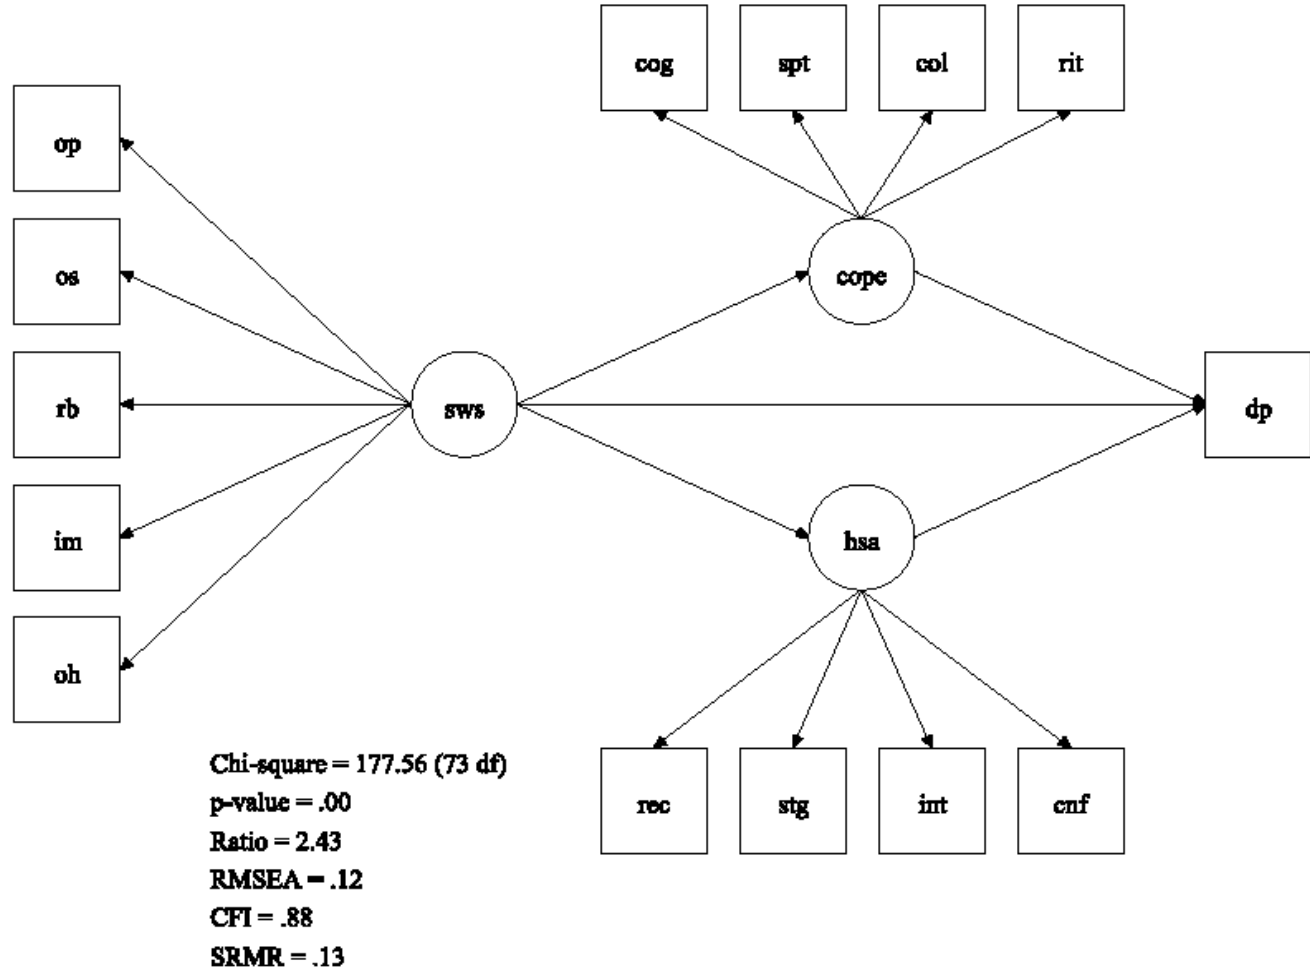 cog spt col rit
op
os
cope
rb
sws
dp
im
hsa
oh
rec stg int cnf
Chi-square = 177.56 (73 df)
p-value = .00
Ratio = 2.43
RMSEA = .12
CFI = .88
SRMR = .13